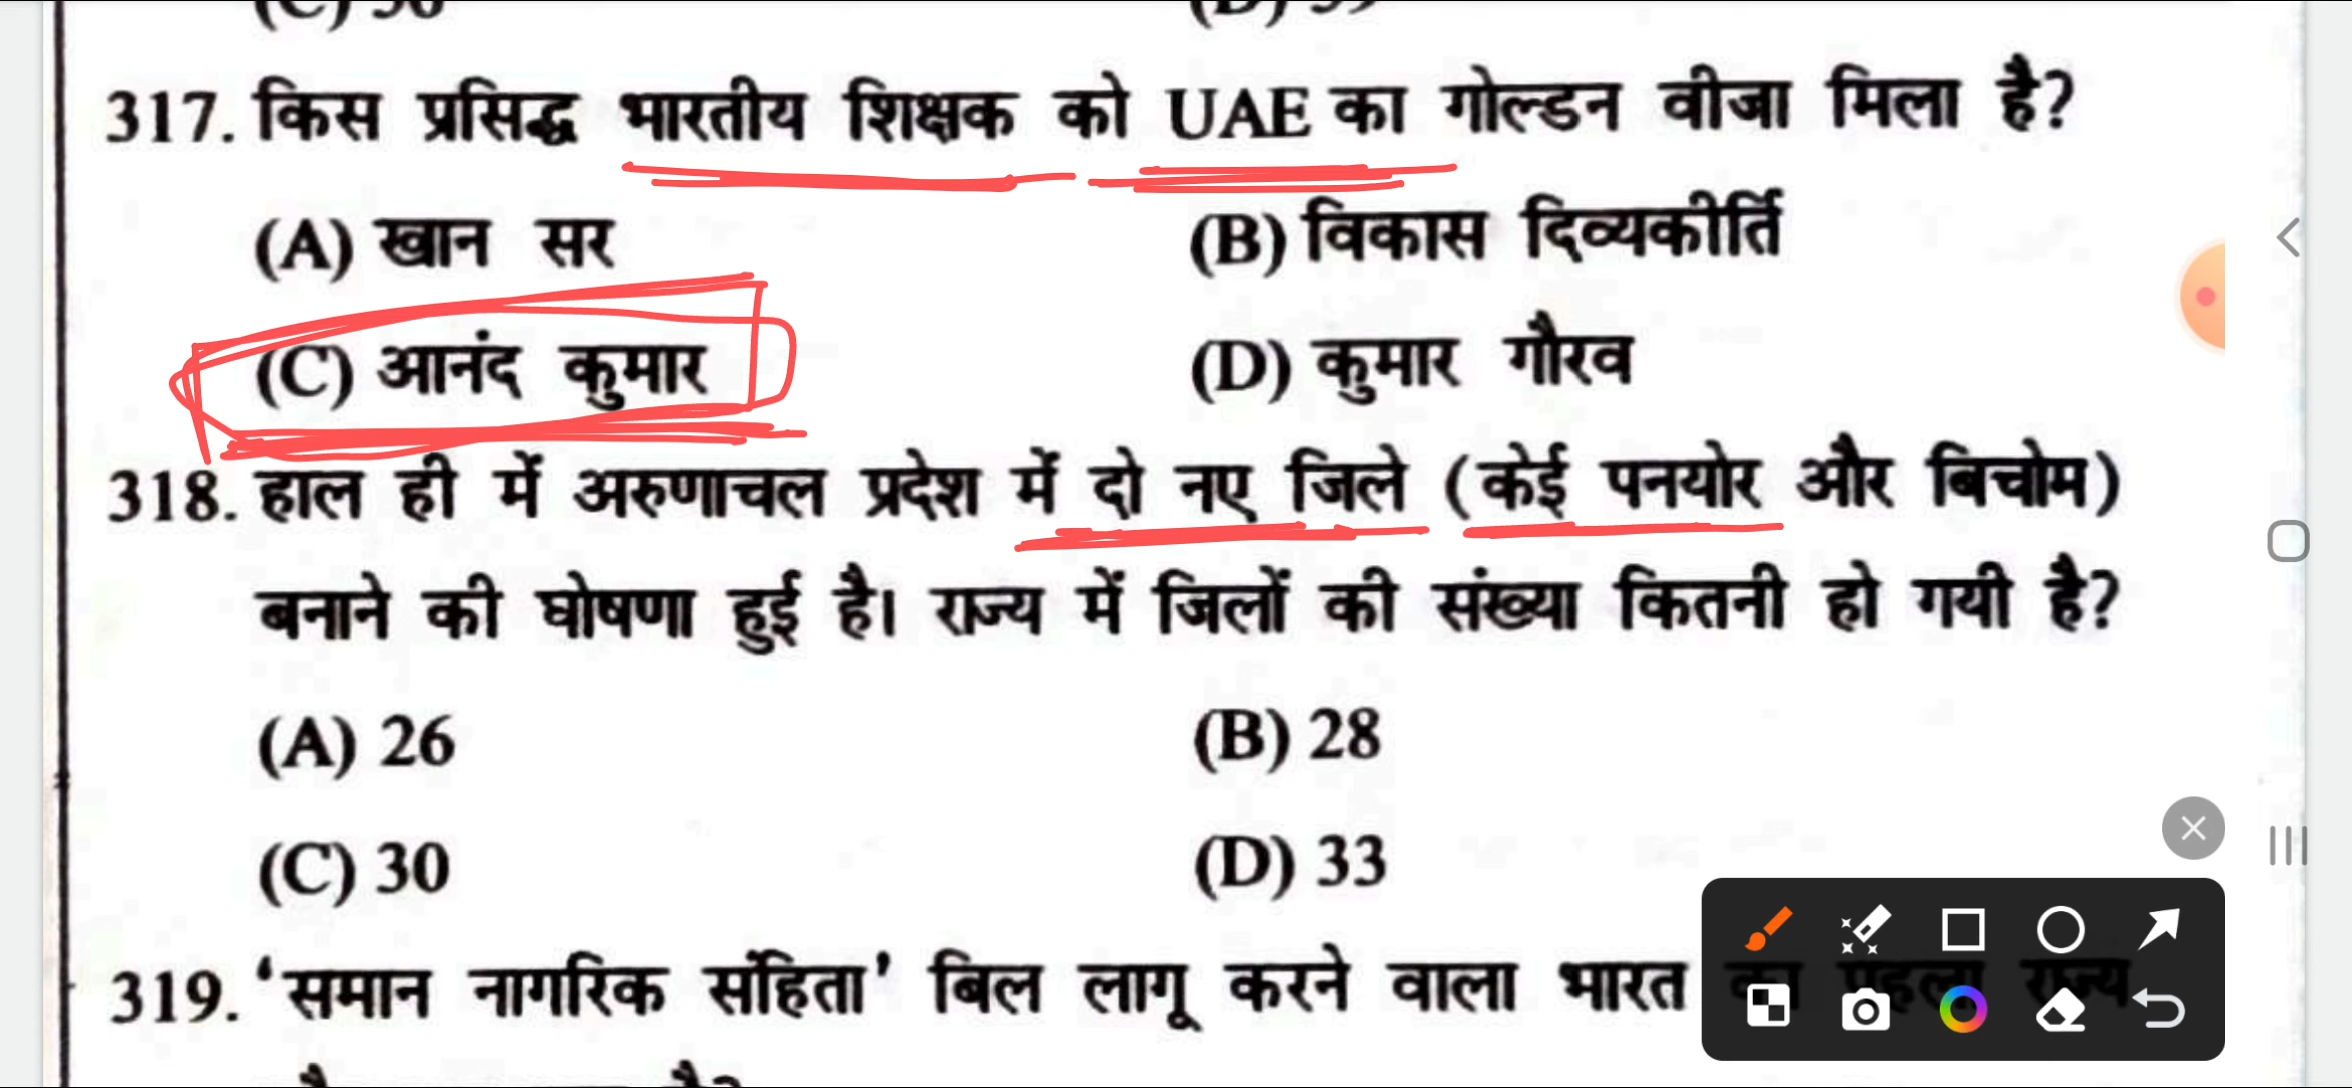 317. किस प्रसिद्ध भारतीय शिक्षक को UAE का गोल्डन वीजा मिला है?
(A) खान सर (B) विकास दिव्यकीर्ति
(C) आनंद कुमार (D) कुमार गौरव
318. हाल ही में अरुणाचल प्रदेश में दो नए जिले (केई पनयोर और बिचोम)
बनाने की घोषणा हुई है। राज्य में जिलों की संख्या कितनी हो गयी है?
(A) 26 (B) 28
(C) 30 (D) 33
319. ‘समान नागरिक संहिता’ बिल लागू करने वाला भारत का पहला राज्य